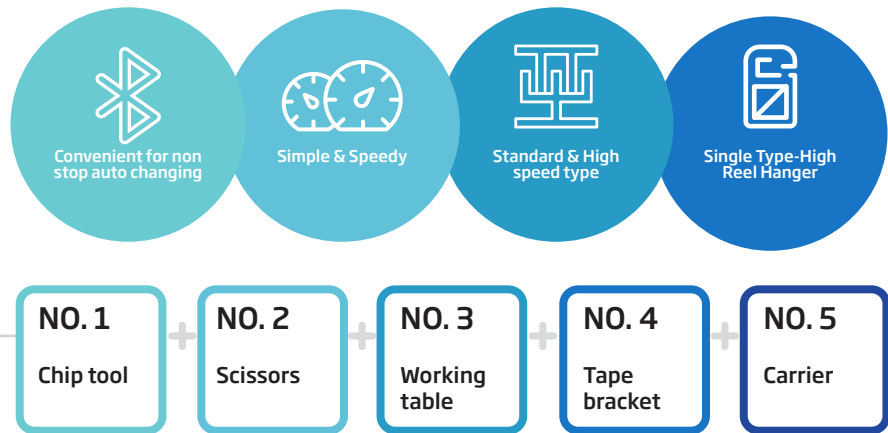 Convenient for non
stop auto changing
Simple & Speedy
Standard & High
speed type
Single Type-High
Reel Hanger
NO. 1
Chip tool
NO. 2
Scissors
NO. 3
Working
table
NO. 4
Tape
bracket
NO. 5
Carrier